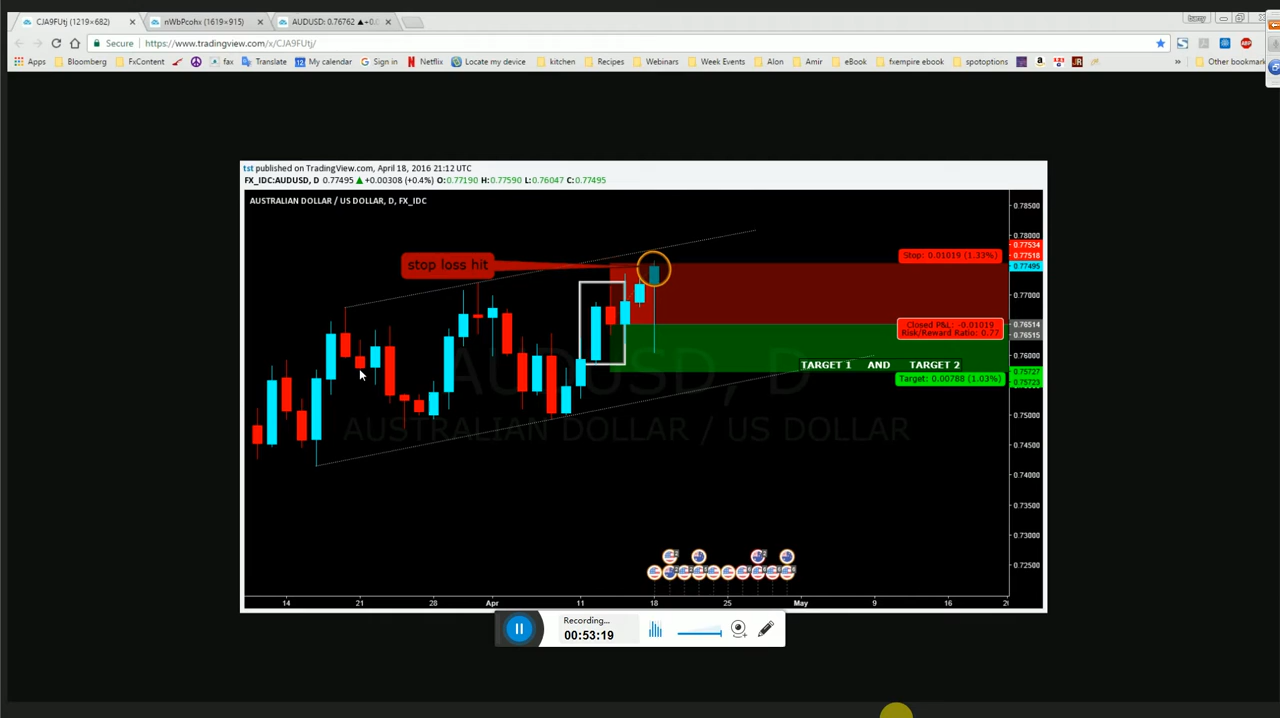 CJA9FUtj (1219×682)
nWbPcohx (1619×915)
AUDUSD: 0.76762 ▲+0.
tammy
Secure
https://www.tradingview.com/x/CJA9FUtj/
Apps
Bloomberg
FxContent
fax
Translate
My calendar
Sign in
Netflix
Locate my device
kitchen
Recipes
Webinars
Week Events
Alon
Amir
eBook
fxempire ebook
spotoptions
»
Other bookmark
tst published on TradingView.com, April 18, 2016 21:12 UTC
FX_IDC:AUDUSD, D 0.77495 ▲ +0.00308 (+0.4%) O:0.77190 H:0.77590 L:0.76047 C:0.77495
AUSTRALIAN DOLLAR / US DOLLAR, D, FX_IDC
0.78500
0.78000
0.77534
0.77516
0.77495
0.77000
0.76514
0.76515
0.76000
0.75727
0.75723
0.75000
0.74500
0.74000
0.73500
0.73000
0.72500
stop loss hit
Stop: 0.01019 (1.33%)
Closed P&L: -0.01019
Risk/Reward Ratio: 0.77
TARGET 1 AND TARGET 2
Target: 0.00788 (1.03%)
AUDUSD, D
AUSTRALIAN DOLLAR / US DOLLAR
14 21 28 Apr 11 18 25 May 9 16
Recording...
00:53:19